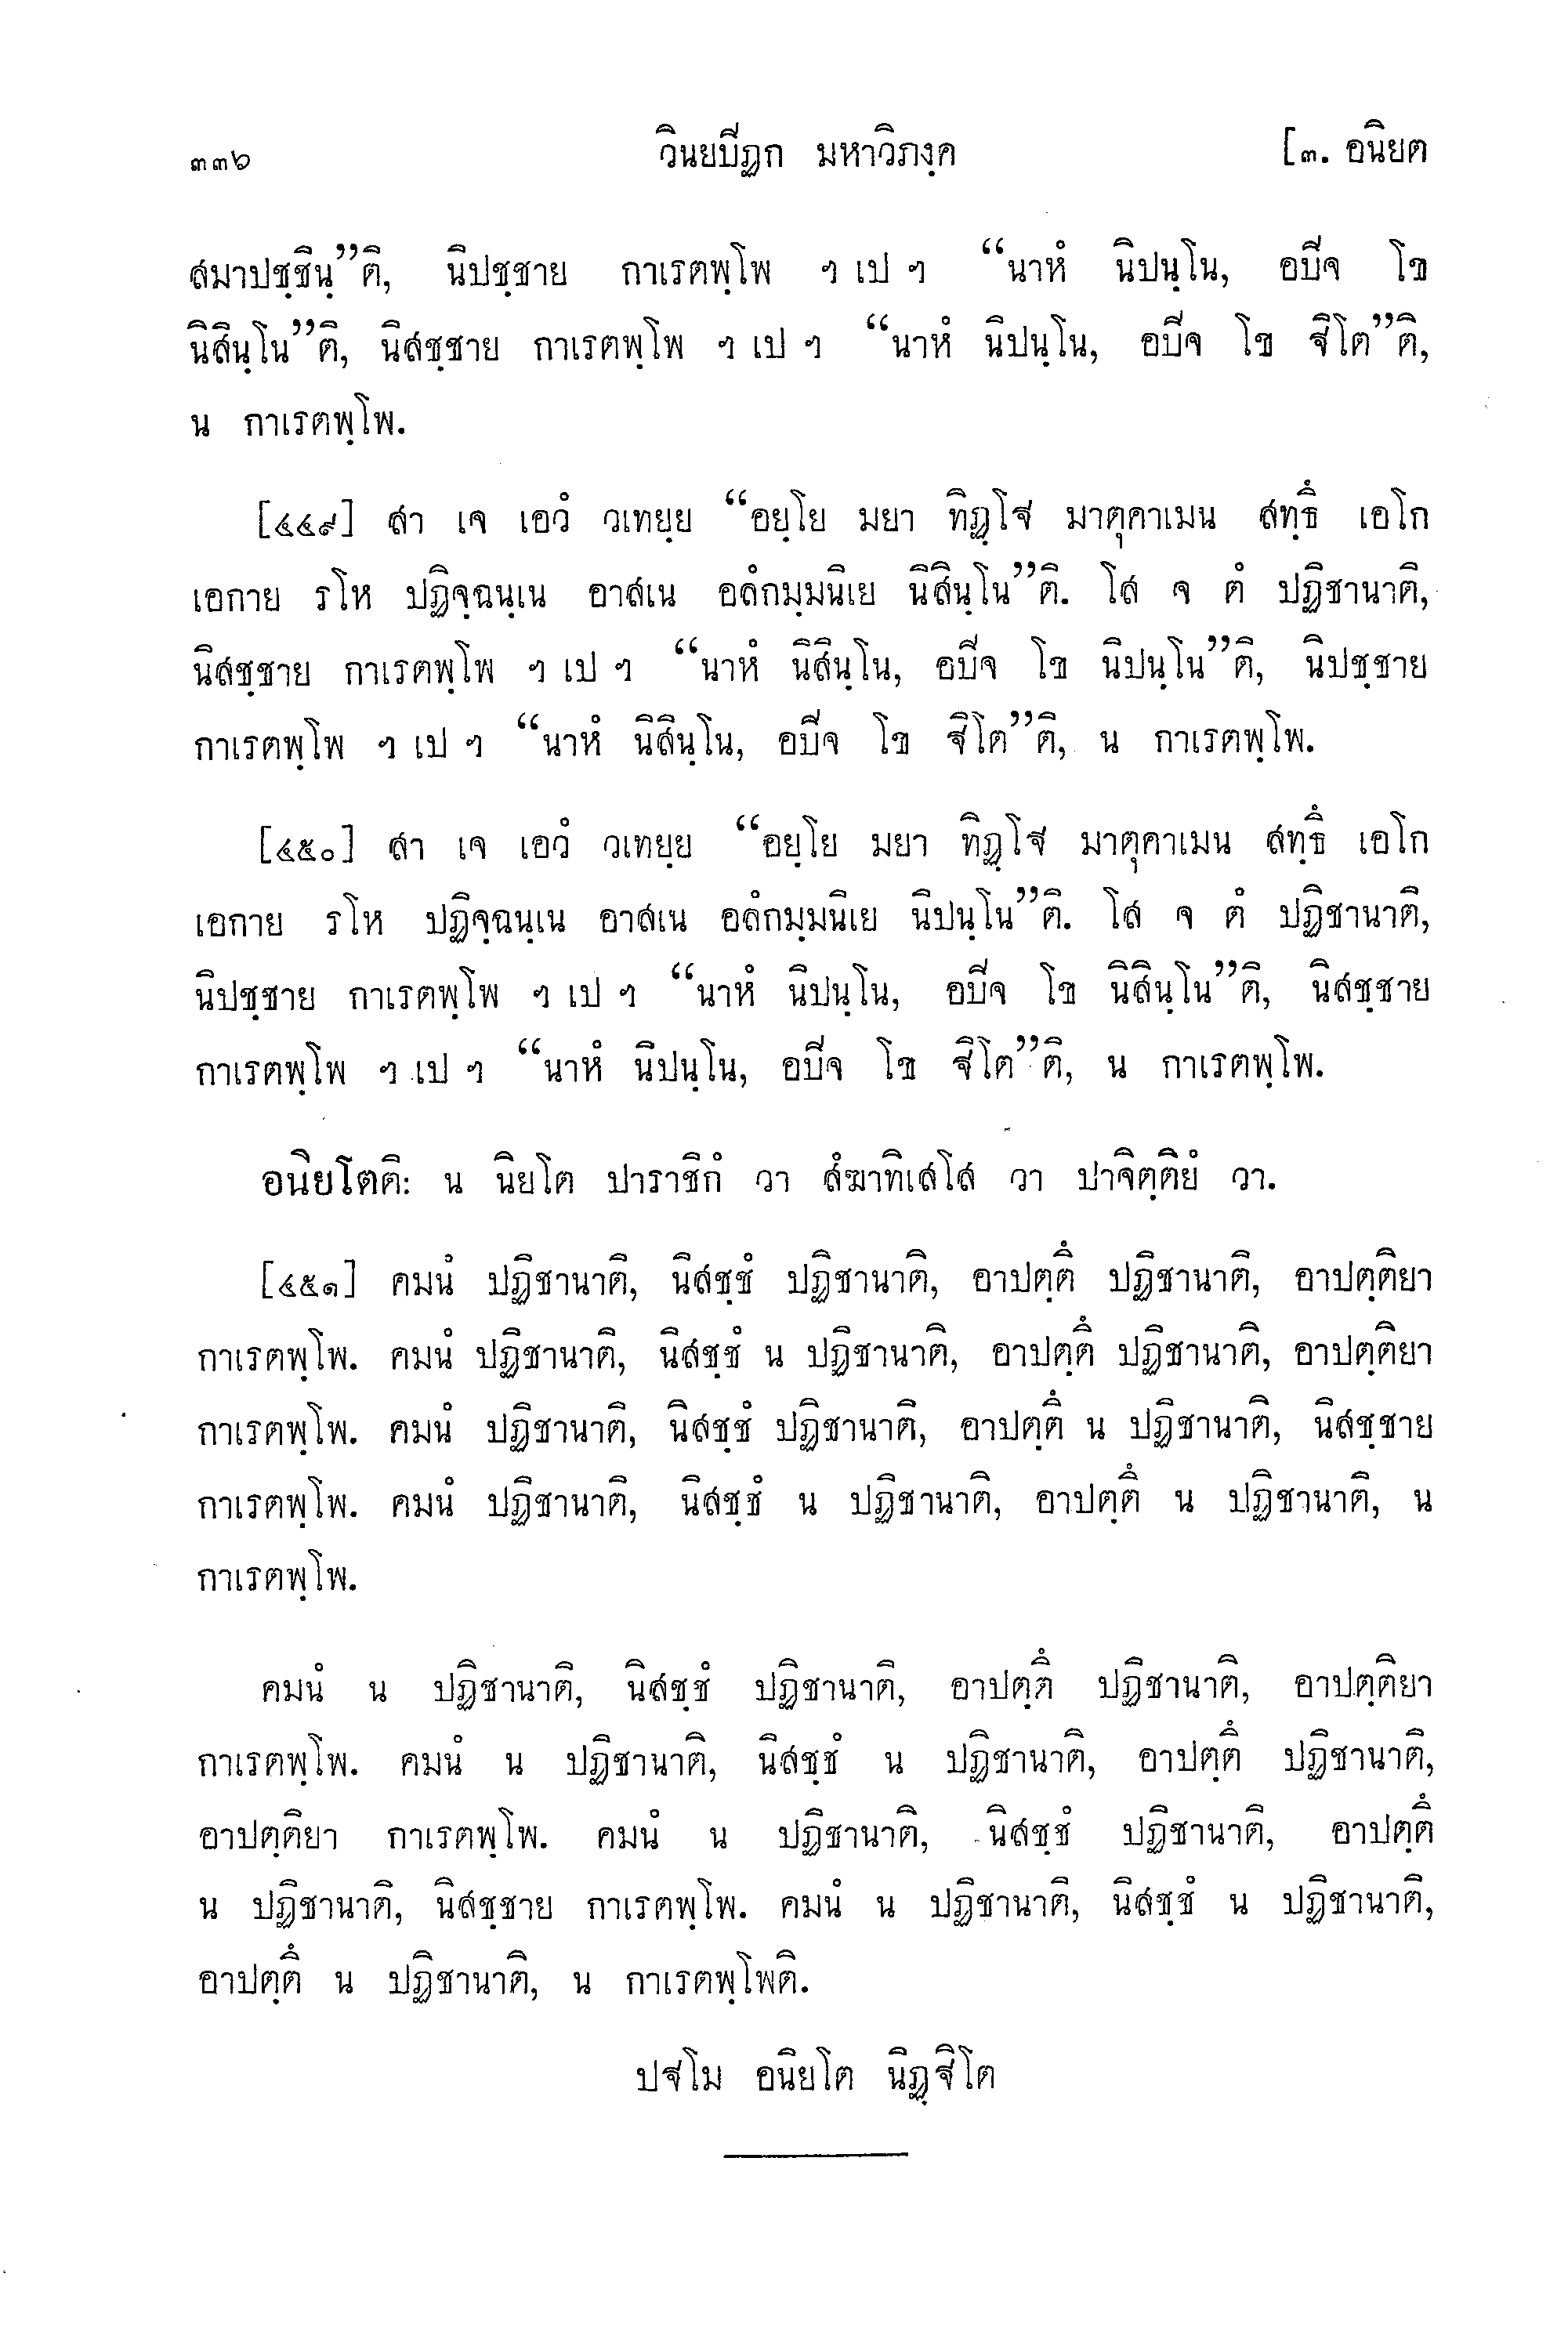 ๓๓๖ วินยปิฏก มหาวิภงฺค [๓. อนิยต
สมาปชฺชินฺ”ติ, นิปชฺชาย กาเรตพฺโพ ฯ เป ฯ “นาหํ นิปนฺโน, อปิจ โข
นิสินฺโน”ติ, นิสชฺชาย กาเรตพฺโพ ฯ เป ฯ “นาหํ นิปนฺโน, อปิจ โข ฐิโต”ติ,
น กาเรตพฺโพ.
[๔๔๙] สา เจ เอวํ วเทยฺย “อยฺโย มยา ทิฏฺโฐ มาตุคาเมน สทฺธึ เอโก
เอกาย รโห ปฏิจฺฉนฺเน อาสเน อลํกมฺมนิเย นิสินฺโน”ติ. โส จ ตํ ปฏิชานาติ,
นิสชฺชาย กาเรตพฺโพ ฯ เป ฯ “นาหํ นิสินฺโน, อปิจ โข นิปนฺโน”ติ, นิปชฺชาย
กาเรตพฺโพ ฯ เป ฯ “นาหํ นิสินฺโน, อปิจ โข ฐิโต”ติ, น กาเรตพฺโพ.
[๔๕๐] สา เจ เอวํ วเทยฺย “อยฺโย มยา ทิฏฺโฐ มาตุคาเมน สทฺธึ เอโก
เอกาย รโห ปฏิจฺฉนฺเน อาสเน อลํกมฺมนิเย นิปนฺโน”ติ. โส จ ตํ ปฏิชานาติ,
นิปชฺชาย กาเรตพฺโพ ฯ เป ฯ “นาหํ นิปนฺโน, อปิจ โข นิสินฺโน”ติ, นิสชฺชาย
กาเรตพฺโพ ฯ เป ฯ “นาหํ นิปนฺโน, อปิจ โข ฐิโต”ติ, น กาเรตพฺโพ.
อนิยโตติ: น นิยโต ปาราชิกํ วา สํฆาทิเสโส วา ปาจิตฺติยํ วา.
[๔๕๑] คมนํ ปฏิชานาติ, นิสชฺชํ ปฏิชานาติ, อาปตฺตึ ปฏิชานาติ, อาปตฺติยา
กาเรตพฺโพ. คมนํ ปฏิชานาติ, นิสชฺชํ น ปฏิชานาติ, อาปตฺตึ ปฏิชานาติ, อาปตฺติยา
กาเรตพฺโพ. คมนํ ปฏิชานาติ, นิสชฺชํ ปฏิชานาติ, อาปตฺตึ น ปฏิชานาติ, นิสชฺชาย
กาเรตพฺโพ. คมนํ ปฏิชานาติ, นิสชฺชํ น ปฏิชานาติ, อาปตฺตึ น ปฏิชานาติ, น
กาเรตพฺโพ.
คมนํ น ปฏิชานาติ, นิสชฺชํ ปฏิชานาติ, อาปตฺตึ ปฏิชานาติ, อาปตฺติยา
กาเรตพฺโพ. คมนํ น ปฏิชานาติ, นิสชฺชํ น ปฏิชานาติ, อาปตฺตึ ปฏิชานาติ,
อาปตฺติยา กาเรตพฺโพ. คมนํ น ปฏิชานาติ, นิสชฺชํ ปฏิชานาติ, อาปตฺตึ
น ปฏิชานาติ, นิสชฺชาย กาเรตพฺโพ. คมนํ น ปฏิชานาติ, นิสชฺชํ น ปฏิชานาติ,
อาปตฺตึ น ปฏิชานาติ, น กาเรตพฺโพติ.
ปฐโม อนิยโต นิฏฺฐิโต